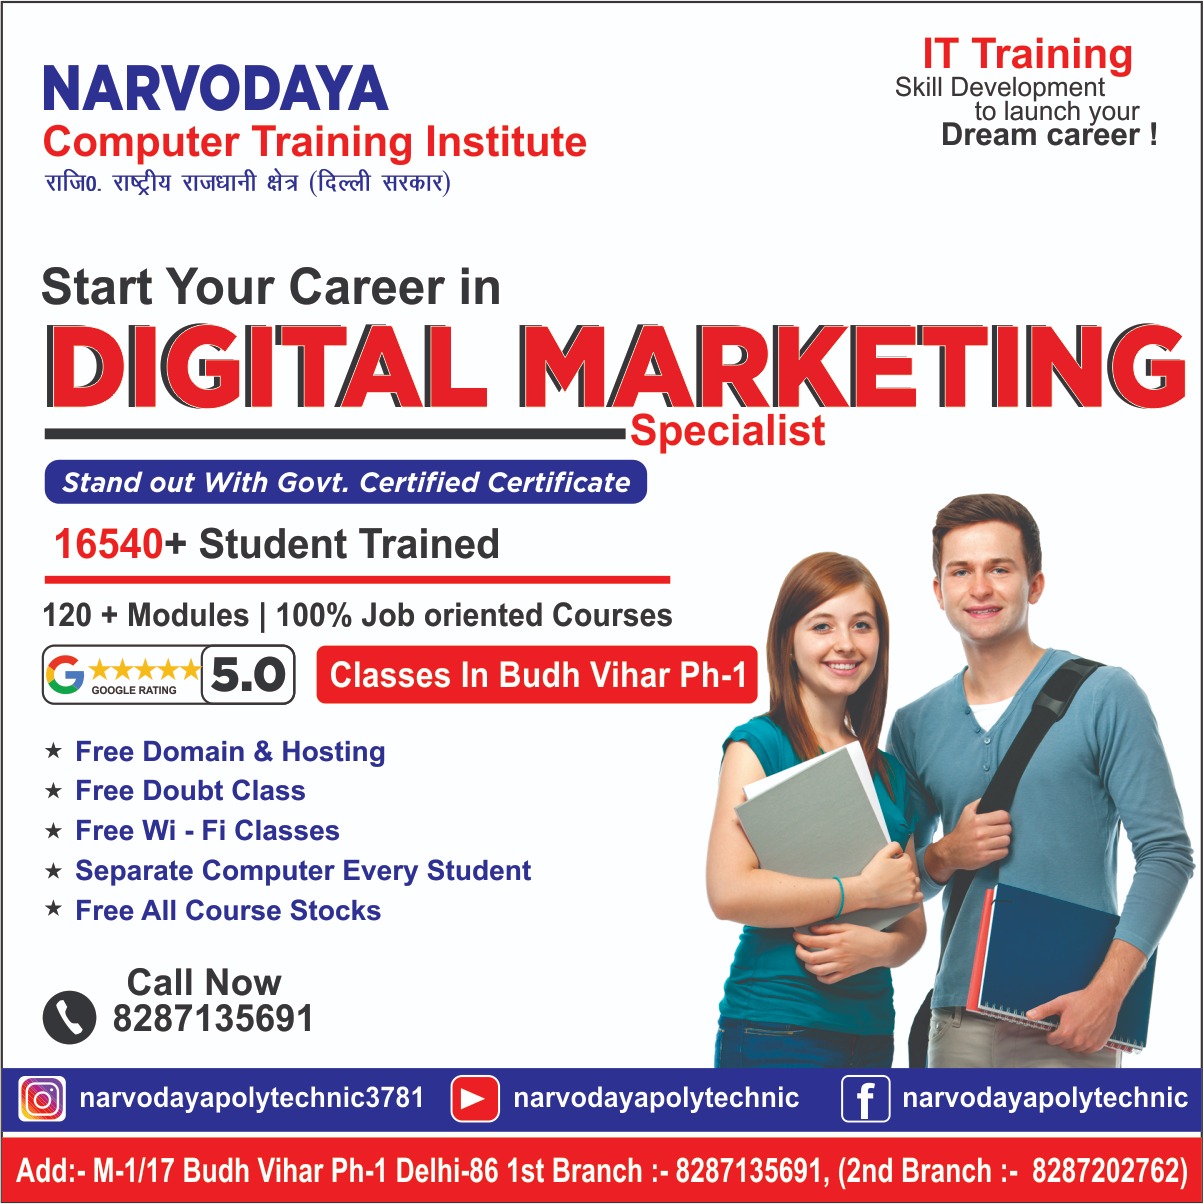 NARVODAYA
Computer Training Institute
राजि0. राष्ट्रीय राजधानी क्षेत्र (दिल्ली सरकार)
IT Training
Skill Development
to launch your
Dream career !
Start Your Career in
DIGITAL MARKETING
Specialist
Stand out With Govt. Certified Certificate
16540+ Student Trained
120 + Modules | 100% Job oriented Courses
GOOGLE RATING 5.0
Classes In Budh Vihar Ph-1
Free Domain & Hosting
Free Doubt Class
Free Wi - Fi Classes
Separate Computer Every Student
Free All Course Stocks
Call Now
8287135691
narvodayapolytechnic3781 narvodayapolytechnic narvodayapolytechnic
Add:- M-1/17 Budh Vihar Ph-1 Delhi-86 1st Branch :- 8287135691, (2nd Branch :- 8287202762)